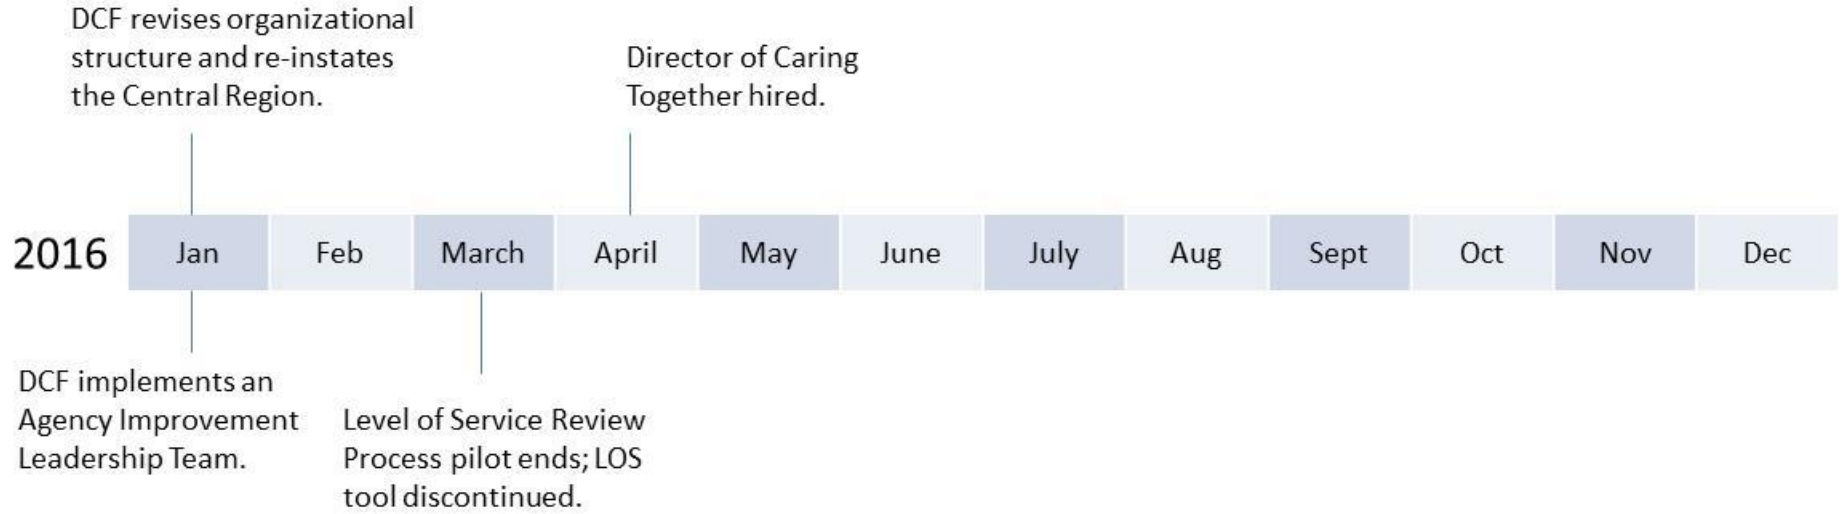 DCF revises organizational
structure and re-instates
the Central Region.
Director of Caring
Together hired.
2016 Jan Feb March April May June July Aug Sept Oct Nov Dec
DCF implements an
Agency Improvement
Leadership Team.
Level of Service Review
Process pilot ends; LOS
tool discontinued.